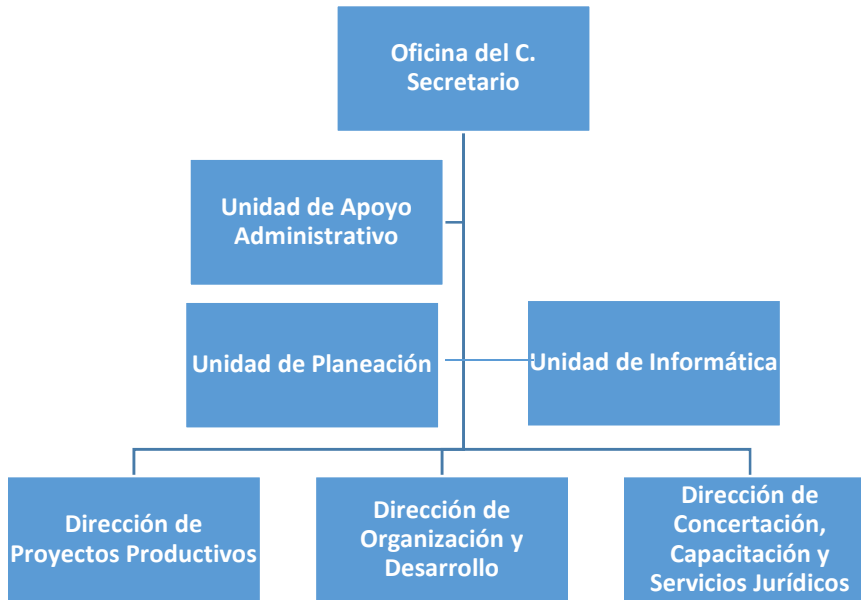 Oficina del C.
Secretario
Unidad de Apoyo
Administrativo
Unidad de Planeación
Unidad de Informática
Dirección de
Proyectos Productivos
Dirección de
Organización y
Desarrollo
Dirección de
Concertación,
Capacitación y
Servicios Jurídicos